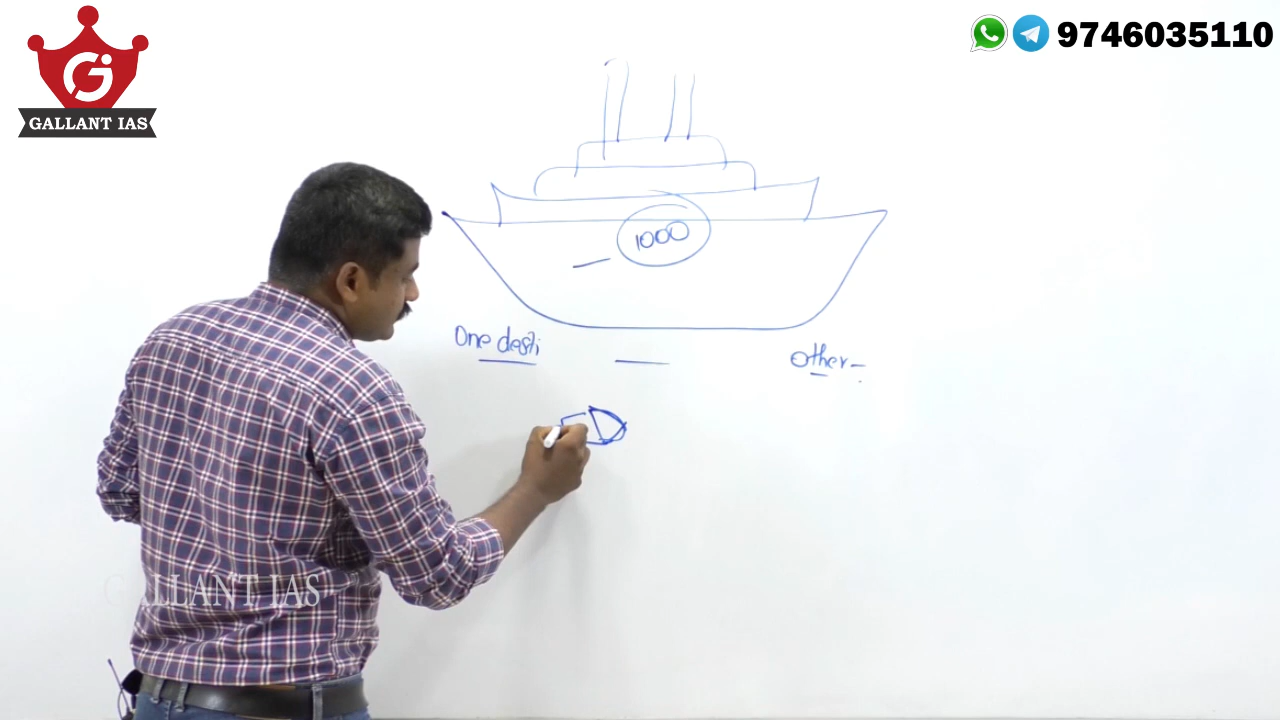 9746035110
GALLANT IAS
1000
One desti
Other
GALLANT IAS